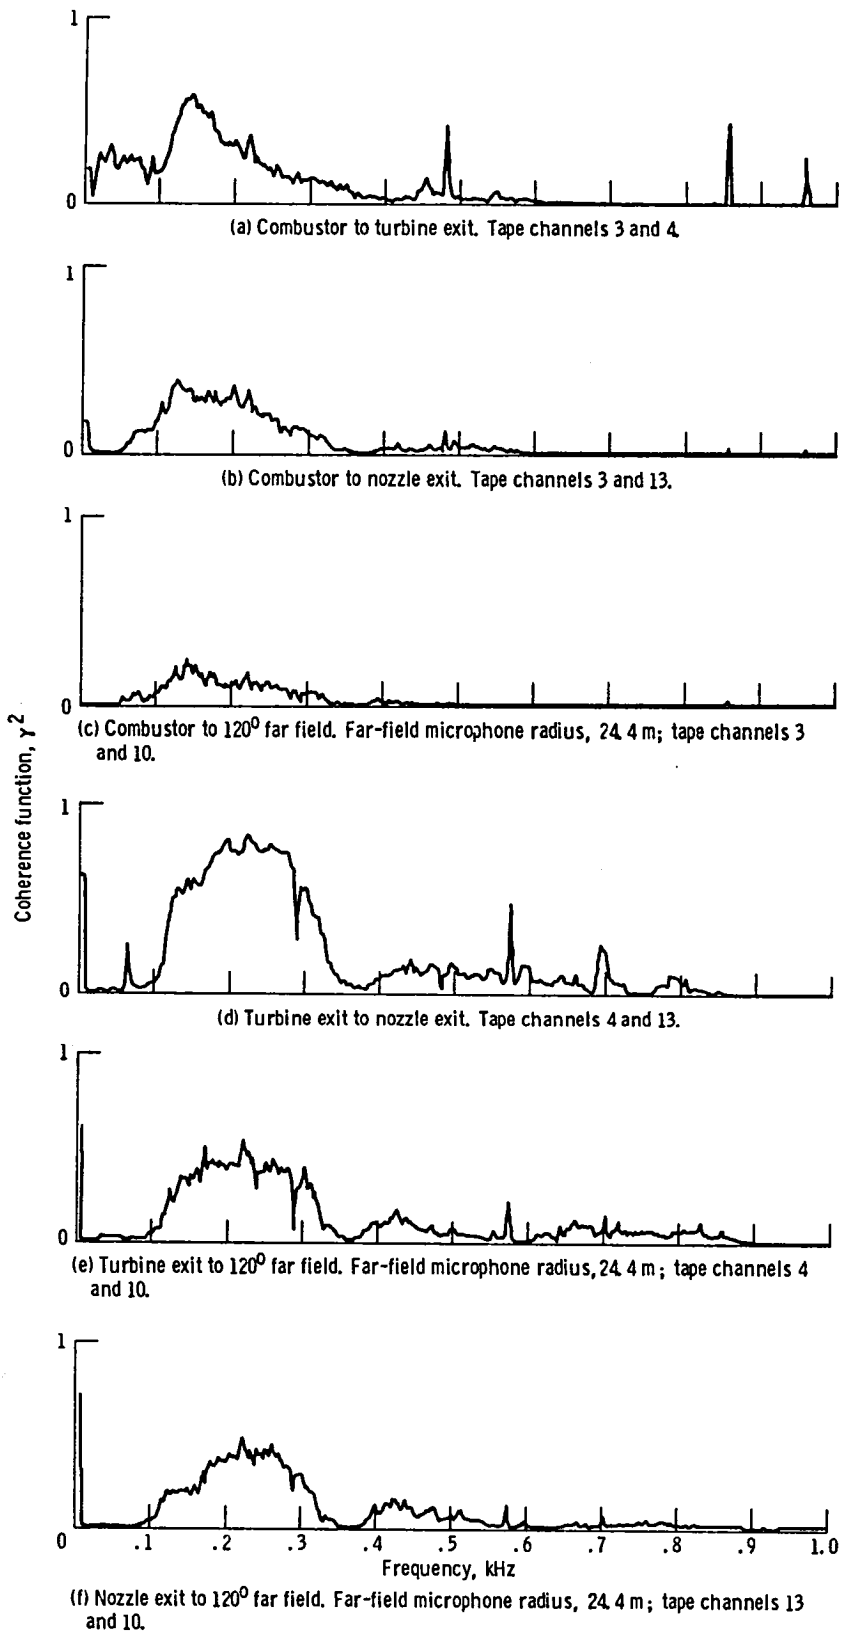 1
0
(a) Combustor to turbine exit. Tape channels 3 and 4.
1
0
(b) Combustor to nozzle exit. Tape channels 3 and 13.
1
0
(c) Combustor to 120⁰ far field. Far-field microphone radius, 24.4 m; tape channels 3
and 10.
Coherence function, γ²
1
0
(d) Turbine exit to nozzle exit. Tape channels 4 and 13.
1
0
(e) Turbine exit to 120⁰ far field. Far-field microphone radius, 24.4 m; tape channels 4
and 10.
1
0 .1 .2 .3 .4 .5 .6 .7 .8 .9 1.0
Frequency, kHz
(f) Nozzle exit to 120⁰ far field. Far-field microphone radius, 24.4 m; tape channels 13
and 10.